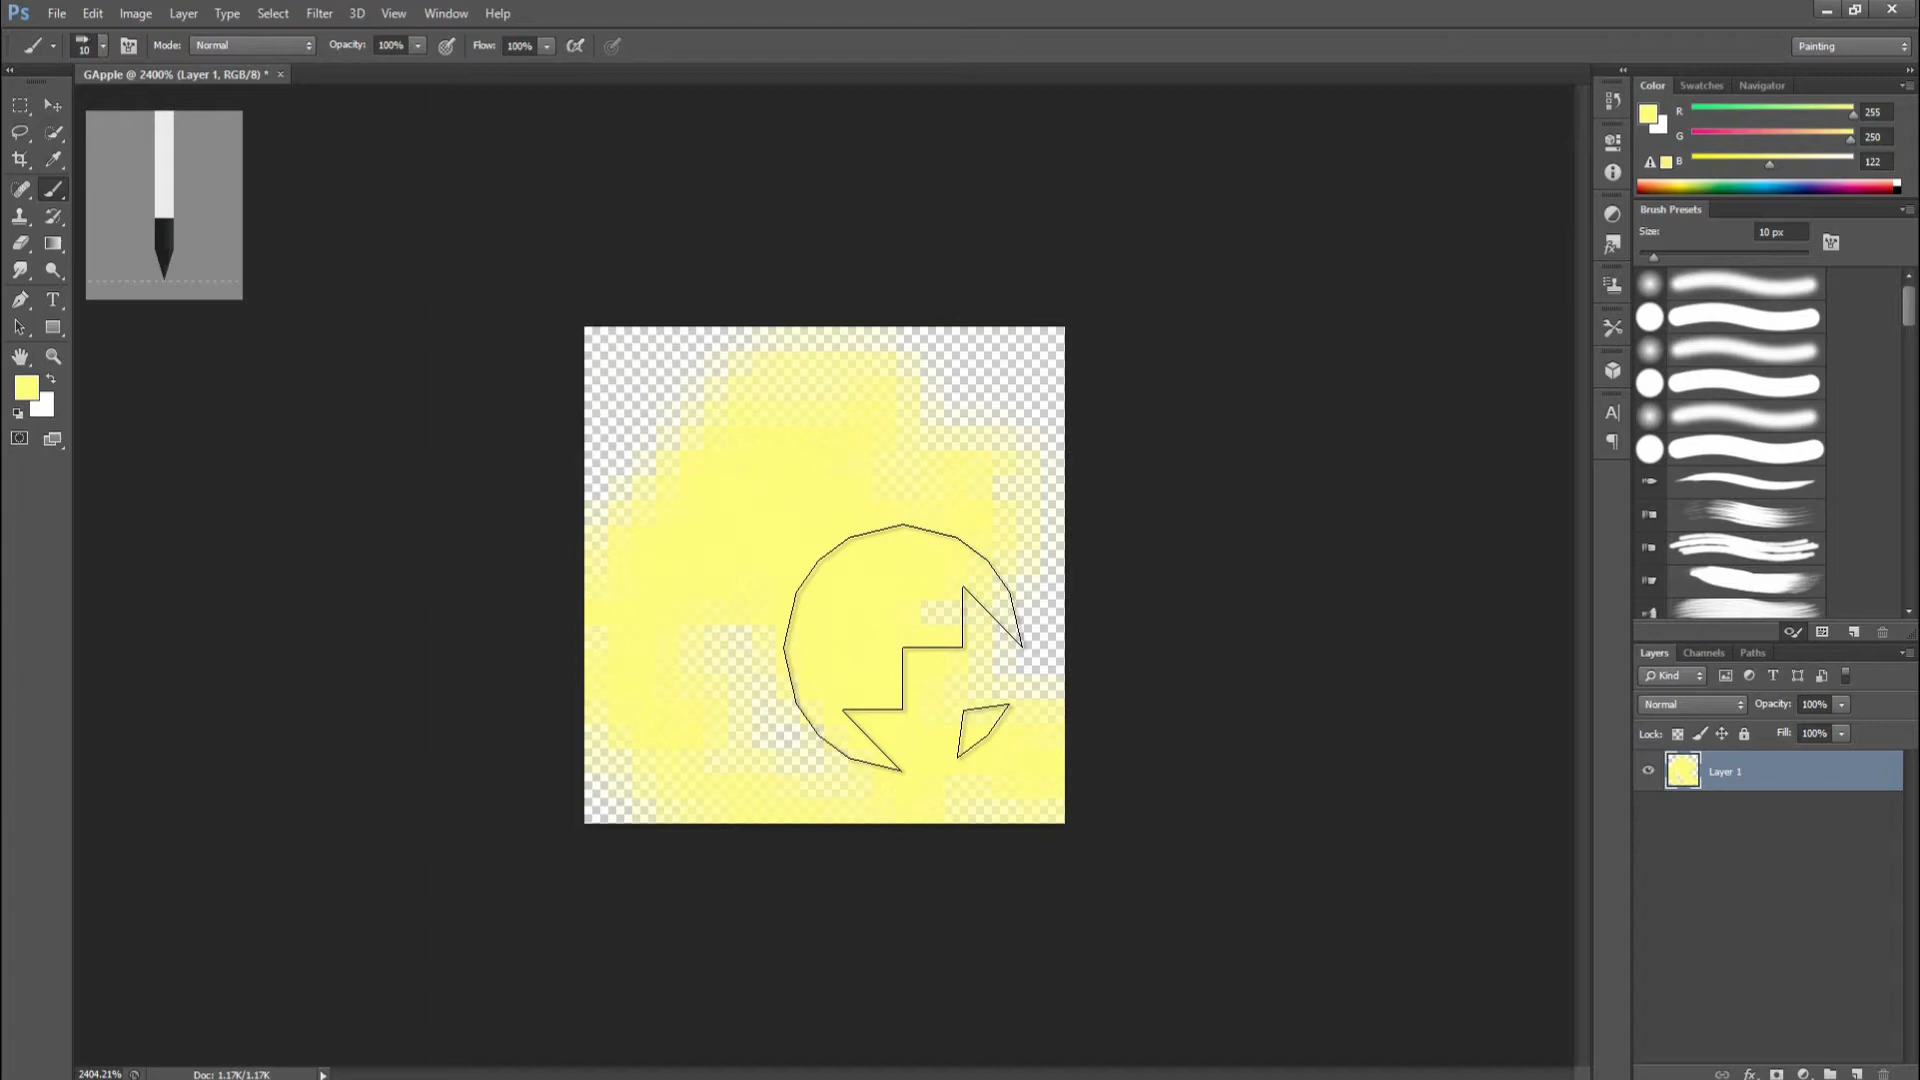 Ps File Edit Image Layer Type Select Filter 3D View Window Help
10 Mode: Normal Opacity: 100% Flow: 100% Painting
GApple @ 2400% (Layer 1, RGB/8) * ×
Color Swatches Navigator
R 255
G 250
B 122
Brush Presets
Size: 10 px
T
A|
Layers Channels Paths
Kind T
Normal Opacity: 100%
Lock: Fill: 100%
Layer 1
2404.21% Doc: 1.17K/1.17K fx